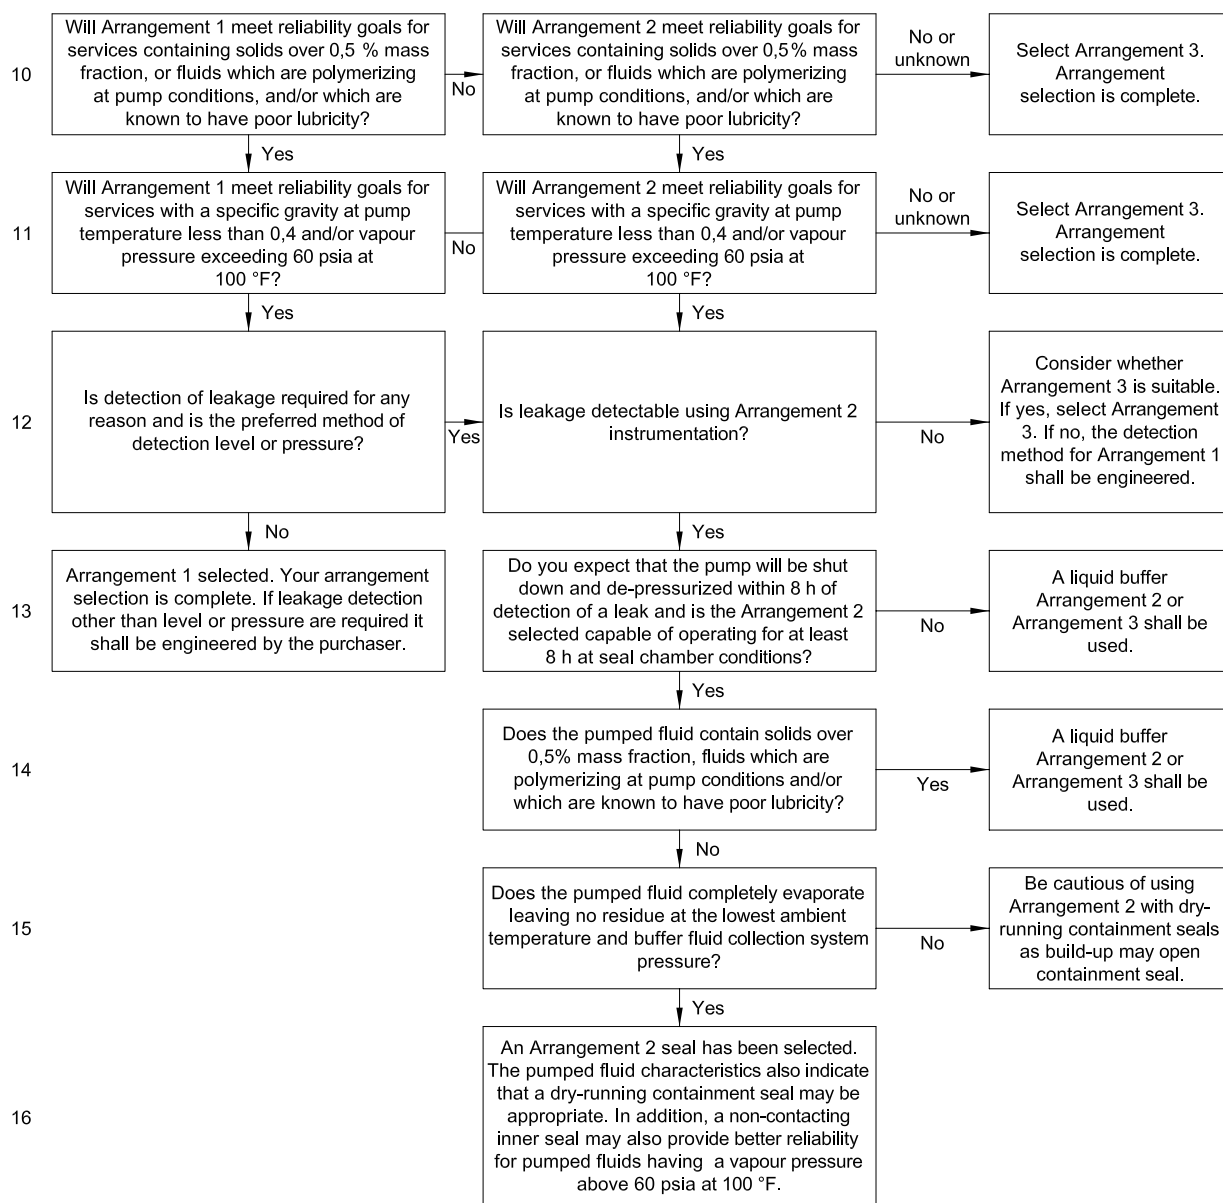 10
Will Arrangement 1 meet reliability goals for
services containing solids over 0,5 % mass
fraction, or fluids which are polymerizing
at pump conditions, and/or which are
known to have poor lubricity?
No
Will Arrangement 2 meet reliability goals for
services containing solids over 0,5% mass
fraction, or fluids which are polymerizing
at pump conditions, and/or which are
known to have poor lubricity?
No or
unknown
Select Arrangement 3.
Arrangement
selection is complete.
Yes
Yes
11
Will Arrangement 1 meet reliability goals for
services with a specific gravity at pump
temperature less than 0,4 and/or vapour
pressure exceeding 60 psia at
100 °F?
No
Will Arrangement 2 meet reliability goals for
services with a specific gravity at pump
temperature less than 0,4 and/or vapour
pressure exceeding 60 psia at
100 °F?
No or
unknown
Select Arrangement 3.
Arrangement
selection is complete.
Yes
Yes
12
Is detection of leakage required for any
reason and is the preferred method of
detection level or pressure?
Yes
Is leakage detectable using Arrangement 2
instrumentation?
No
Consider whether
Arrangement 3 is suitable.
If yes, select Arrangement
3. If no, the detection
method for Arrangement 1
shall be engineered.
No
Yes
13
Arrangement 1 selected. Your arrangement
selection is complete. If leakage detection
other than level or pressure are required it
shall be engineered by the purchaser.
Do you expect that the pump will be shut
down and de-pressurized within 8 h of
detection of a leak and is the Arrangement 2
selected capable of operating for at least
8 h at seal chamber conditions?
No
A liquid buffer
Arrangement 2 or
Arrangement 3 shall be
used.
Yes
14
Does the pumped fluid contain solids over
0,5% mass fraction, fluids which are
polymerizing at pump conditions and/or
which are known to have poor lubricity?
Yes
A liquid buffer
Arrangement 2 or
Arrangement 3 shall be
used.
No
15
Does the pumped fluid completely evaporate
leaving no residue at the lowest ambient
temperature and buffer fluid collection system
pressure?
No
Be cautious of using
Arrangement 2 with dry-
running containment seals
as build-up may open
containment seal.
Yes
16
An Arrangement 2 seal has been selected.
The pumped fluid characteristics also indicate
that a dry-running containment seal may be
appropriate. In addition, a non-contacting
inner seal may also provide better reliability
for pumped fluids having a vapour pressure
above 60 psia at 100 °F.